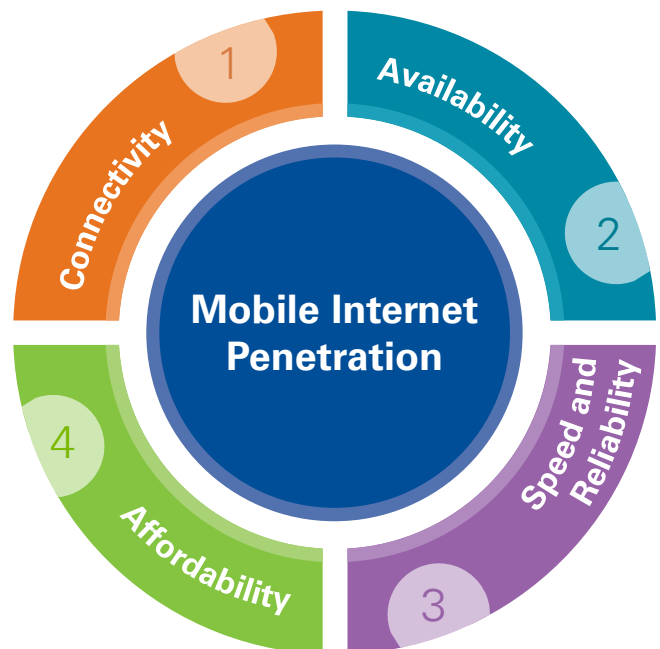 1
Connectivity
Availability
2
Mobile Internet
Penetration
Speed and
Reliability
3
4
Affordability